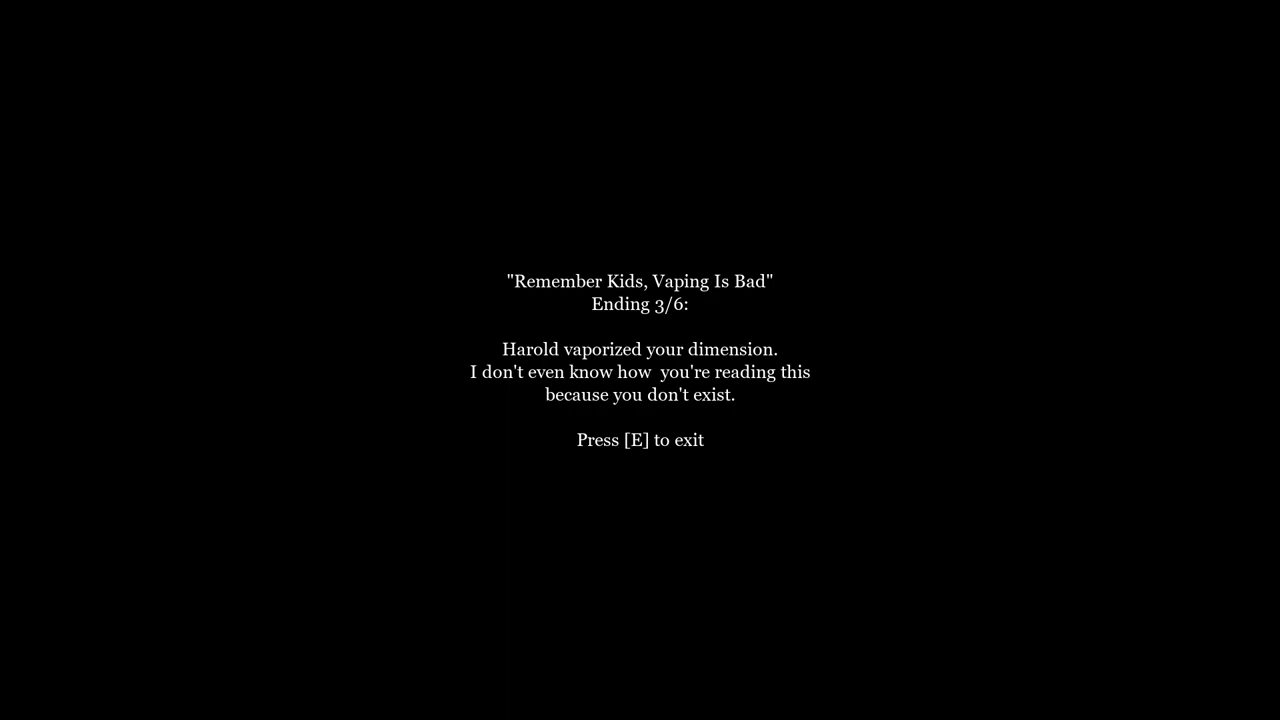 "Remember Kids, Vaping Is Bad"
Ending 3/6:
Harold vaporized your dimension.
I don't even know how  you're reading this
because you don't exist.
Press [E] to exit